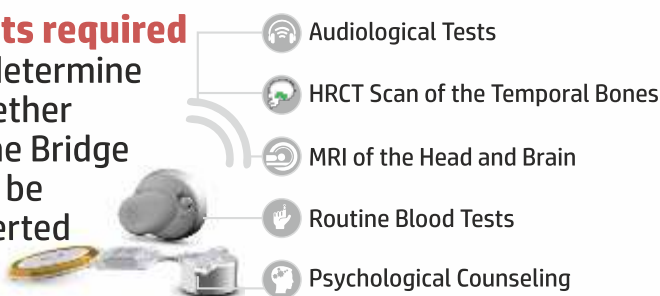 ts required
determine
ether
e Bridge
be
erted
Audiological Tests
HRCT Scan of the Temporal Bones
MRI of the Head and Brain
Routine Blood Tests
Psychological Counseling